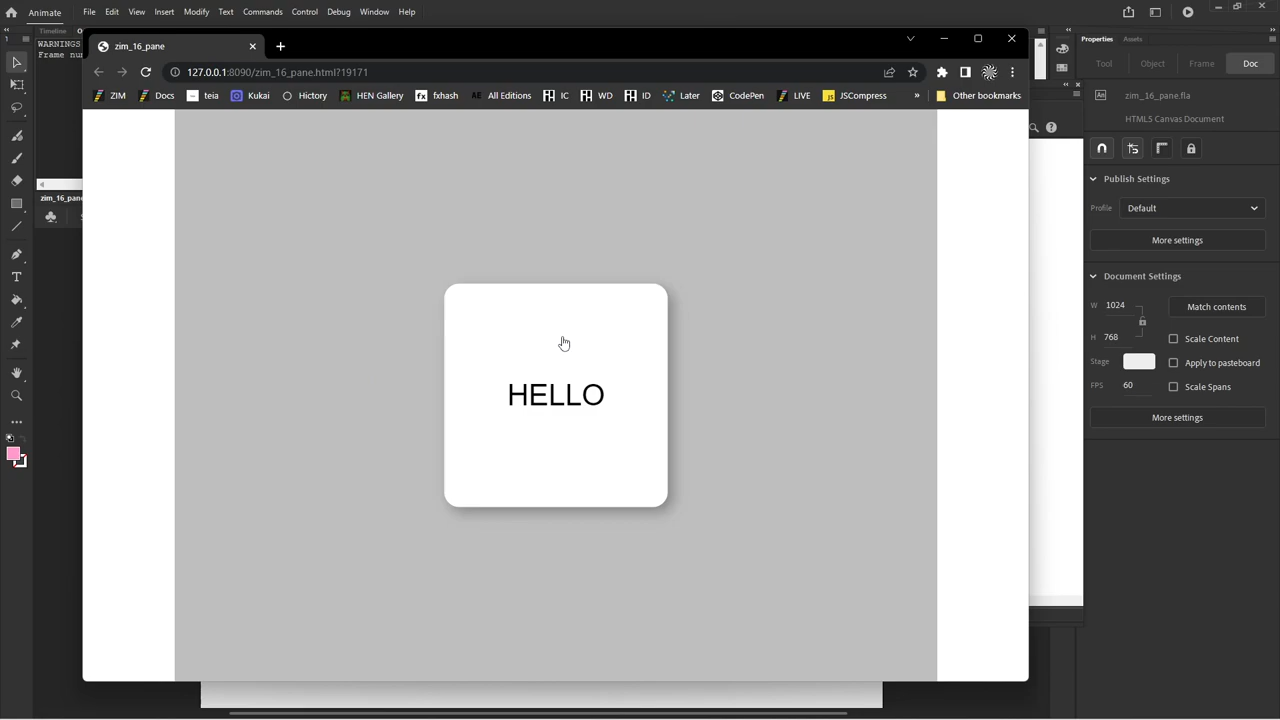 Animate File Edit View Insert Modify Text Commands Control Debug Window Help
Timeline
WARNINGS
Frame nu
zim_16_pan
zim_16_pane
127.0.0.1:8090/zim_16_pane.html?19171
ZIM Docs teia Kukai Hictory HEN Gallery fxhash All Editions IC WD ID Later CodePen LIVE JSCompress » Other bookmarks
HELLO
Properties Assets
Tool Object Frame Doc
An zim_16_pane.fla
HTML5 Canvas Document
Publish Settings
Profile Default
More settings
Document Settings
W 1024 Match contents
H 768 Scale Content
Stage Apply to pasteboard
FPS 60 Scale Spans
More settings